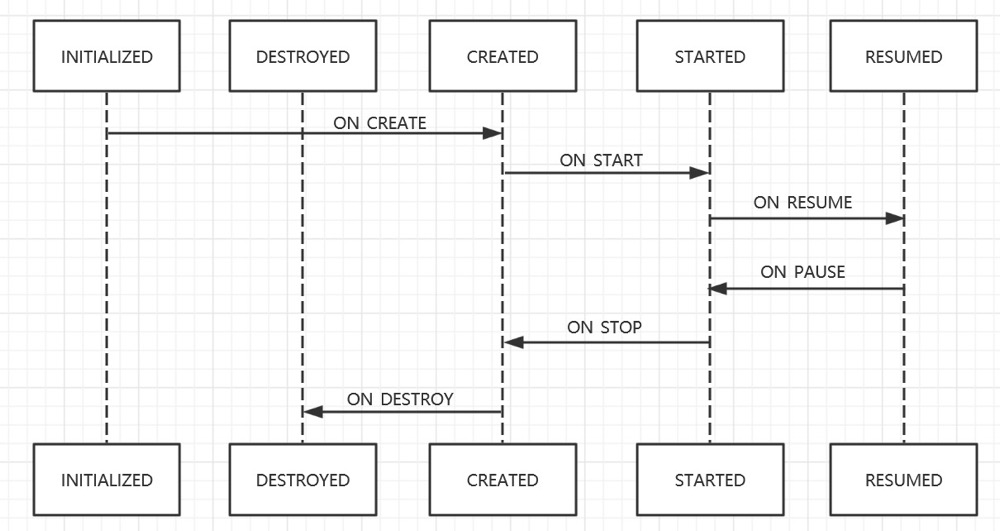 INITIALIZED
DESTROYED
CREATED
STARTED
RESUMED
ON CREATE
ON START
ON RESUME
ON PAUSE
ON STOP
ON DESTROY
INITIALIZED
DESTROYED
CREATED
STARTED
RESUMED